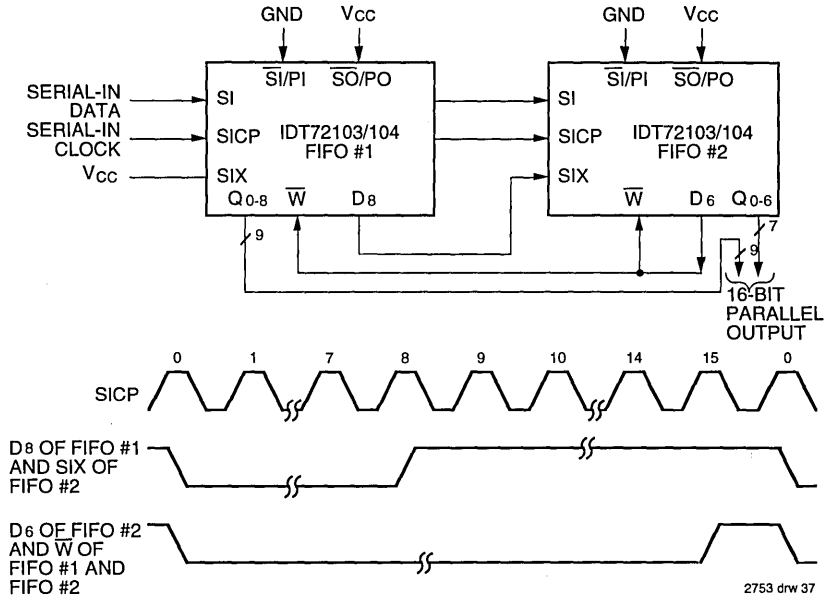 GND
VCC
GND
VCC
SI/PI
SO/PO
SI/PI
SO/PO
SERIAL-IN
DATA
SI
SI
SERIAL-IN
CLOCK
SICP
IDT72103/104
FIFO #1
SICP
IDT72103/104
FIFO #2
VCC
SIX
SIX
Q0-8
W
D8
W
D6
Q0-6
9
7
9
16-BIT
PARALLEL
OUTPUT
0 1 7 8 9 10 14 15 0
SICP
D8 OF FIFO #1
AND SIX OF
FIFO #2
D6 OF FIFO #2
AND W OF
FIFO #1 AND
FIFO #2
2753 drw 37